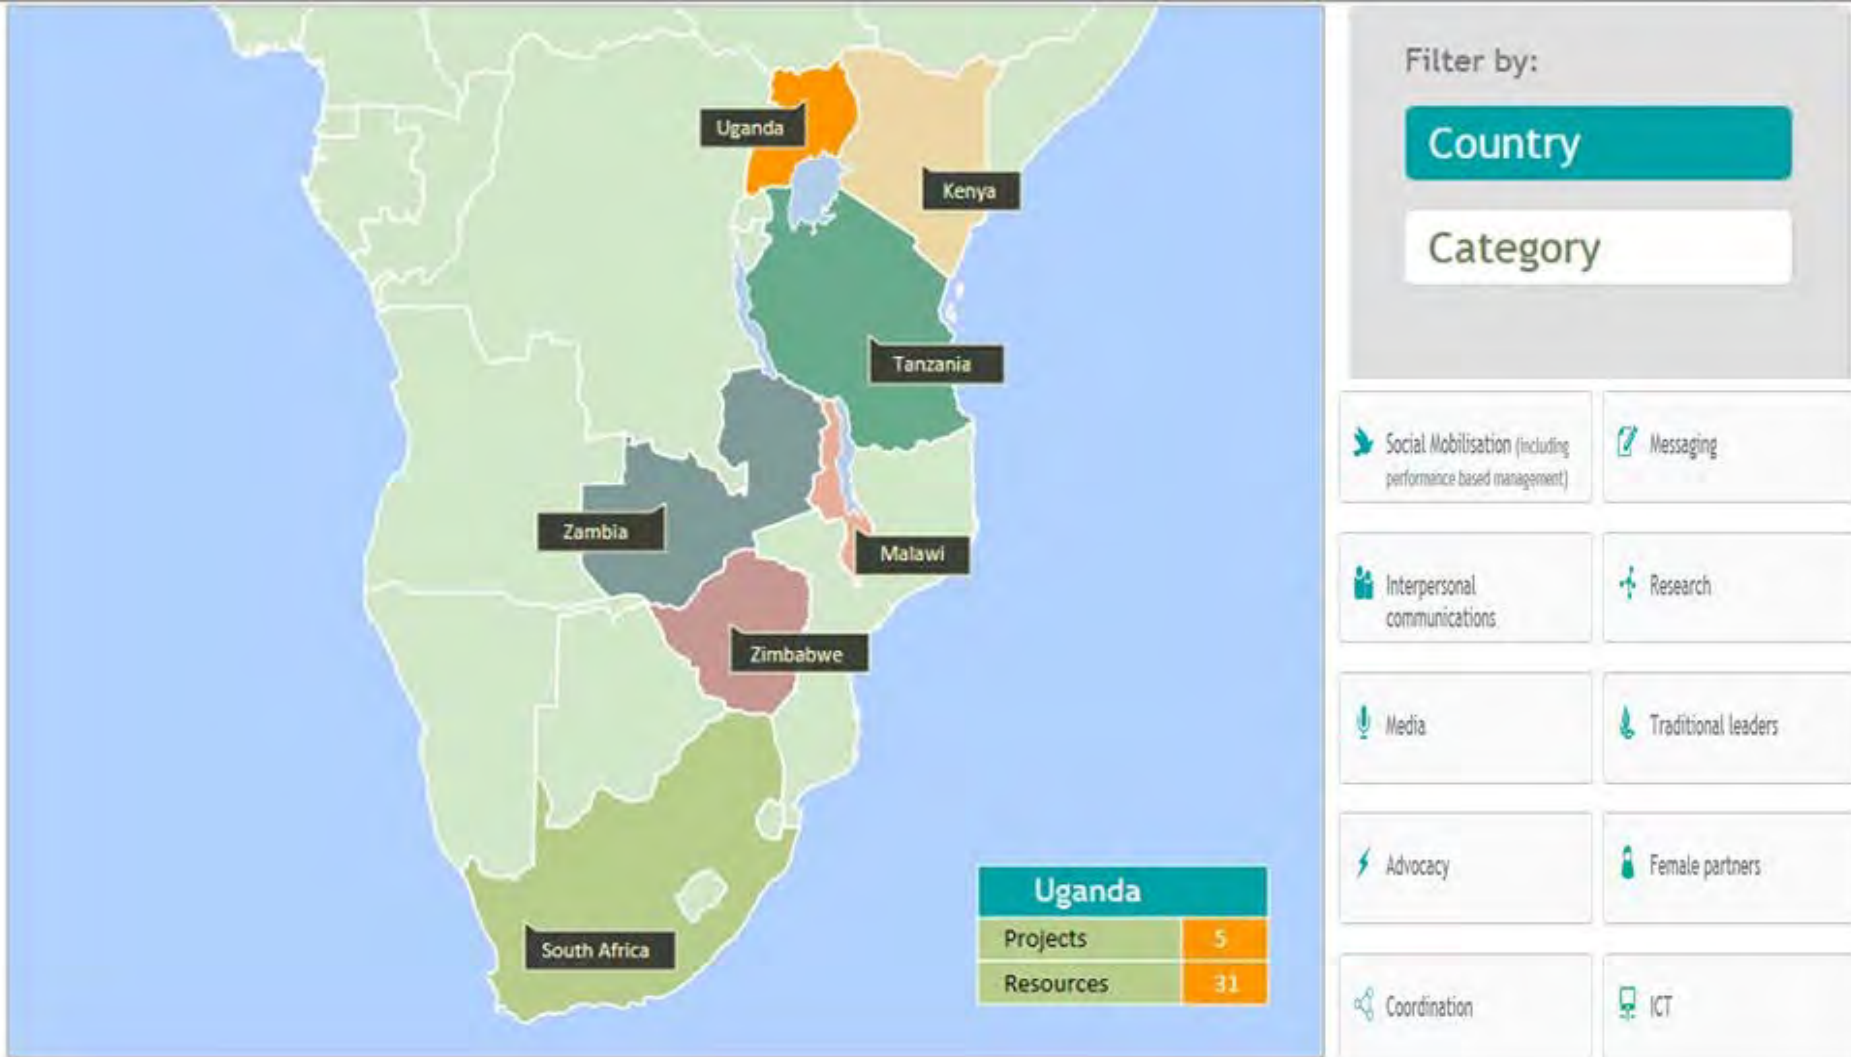 Uganda
Kenya
Tanzania
Zambia
Malawi
Zimbabwe
South Africa
Uganda
Projects 5
Resources 31
Filter by:
Country
Category
Social Mobilisation (including
performance based management)
Messaging
Interpersonal
communications
Research
Media
Traditional leaders
Advocacy
Female partners
Coordination
ICT